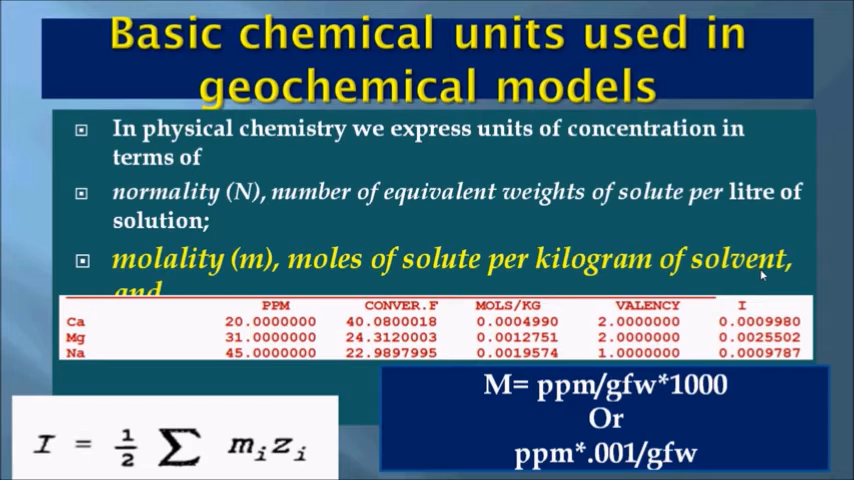 Basic chemical units used in
geochemical models
In physical chemistry we express units of concentration in
terms of
normality (N), number of equivalent weights of solute per litre of
solution;
molality (m), moles of solute per kilogram of solvent,
and
PPM CONVER.F MOLS/KG VALENCY I
Ca 20.0000000 40.0800018 0.0004990 2.0000000 0.0009980
Mg 31.0000000 24.3120003 0.0012751 2.0000000 0.0025502
Na 45.0000000 22.9897995 0.0019574 1.0000000 0.0009787
M= ppm/gfw*1000
Or
ppm*.001/gfw
I = 1/2 ∑ mᵢzᵢ